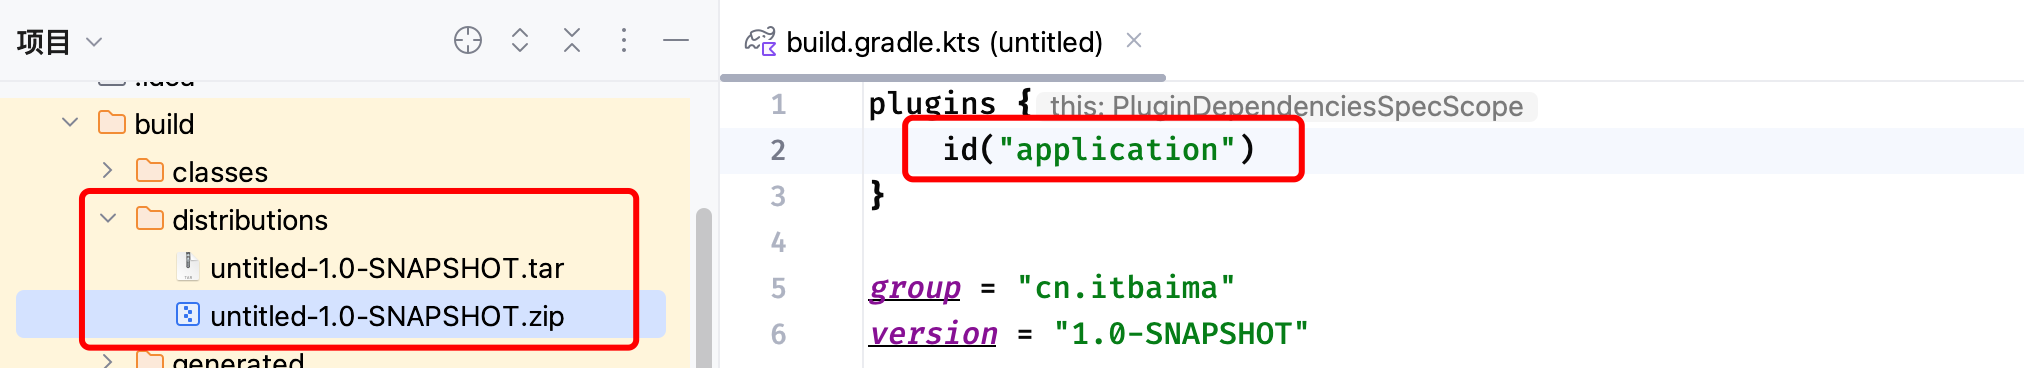 项目
.idea
build
classes
distributions
untitled-1.0-SNAPSHOT.tar
untitled-1.0-SNAPSHOT.zip
generated
build.gradle.kts (untitled)
1 plugins { this: PluginDependenciesSpecScope
2 id("application")
3 }
4
5 group = "cn.itbaima"
6 version = "1.0-SNAPSHOT"